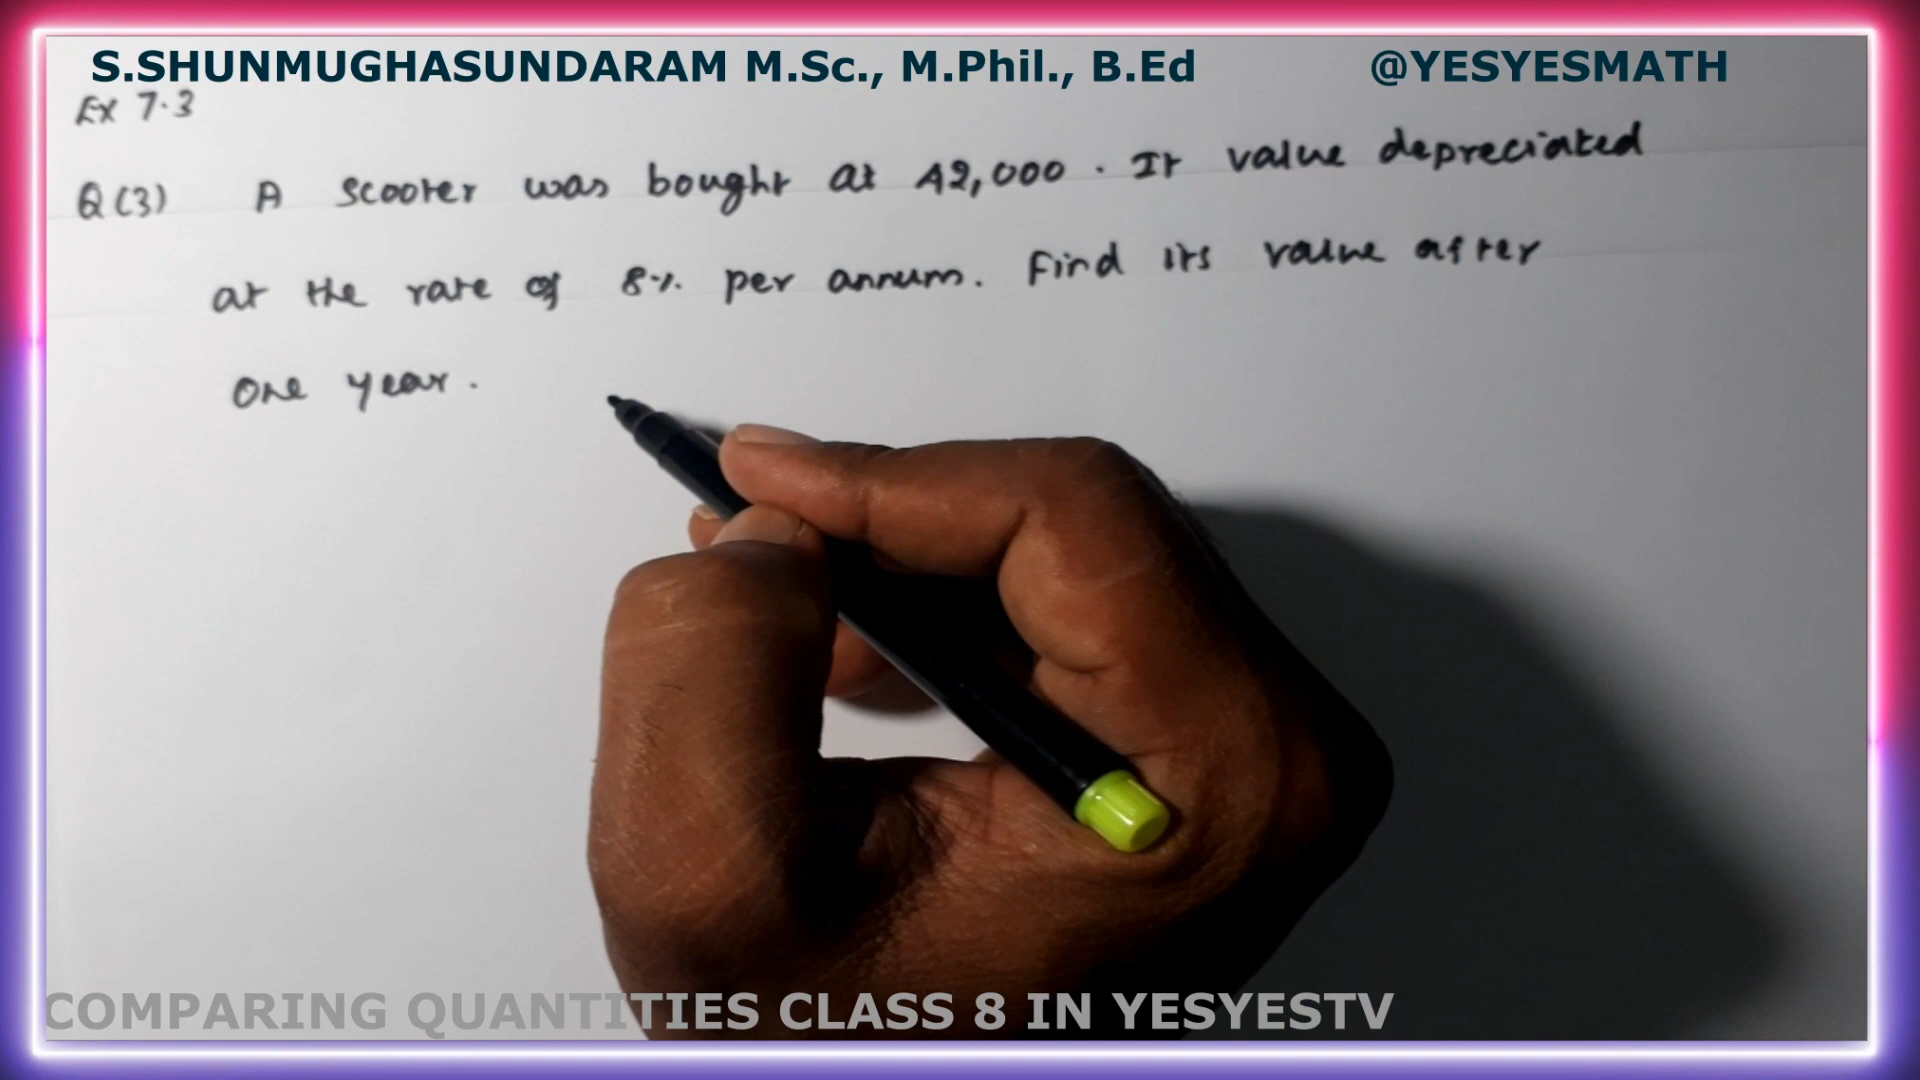 S.SHUNMUGHASUNDARAM M.Sc., M.Phil., B.Ed @YESYESMATH
Ex 7.3
Q(3) A scooter was bought at 42,000. It value depreciated
at the rate of 8% per annum. Find its value after
one year.
COMPARING QUANTITIES CLASS 8 IN YESYESTV